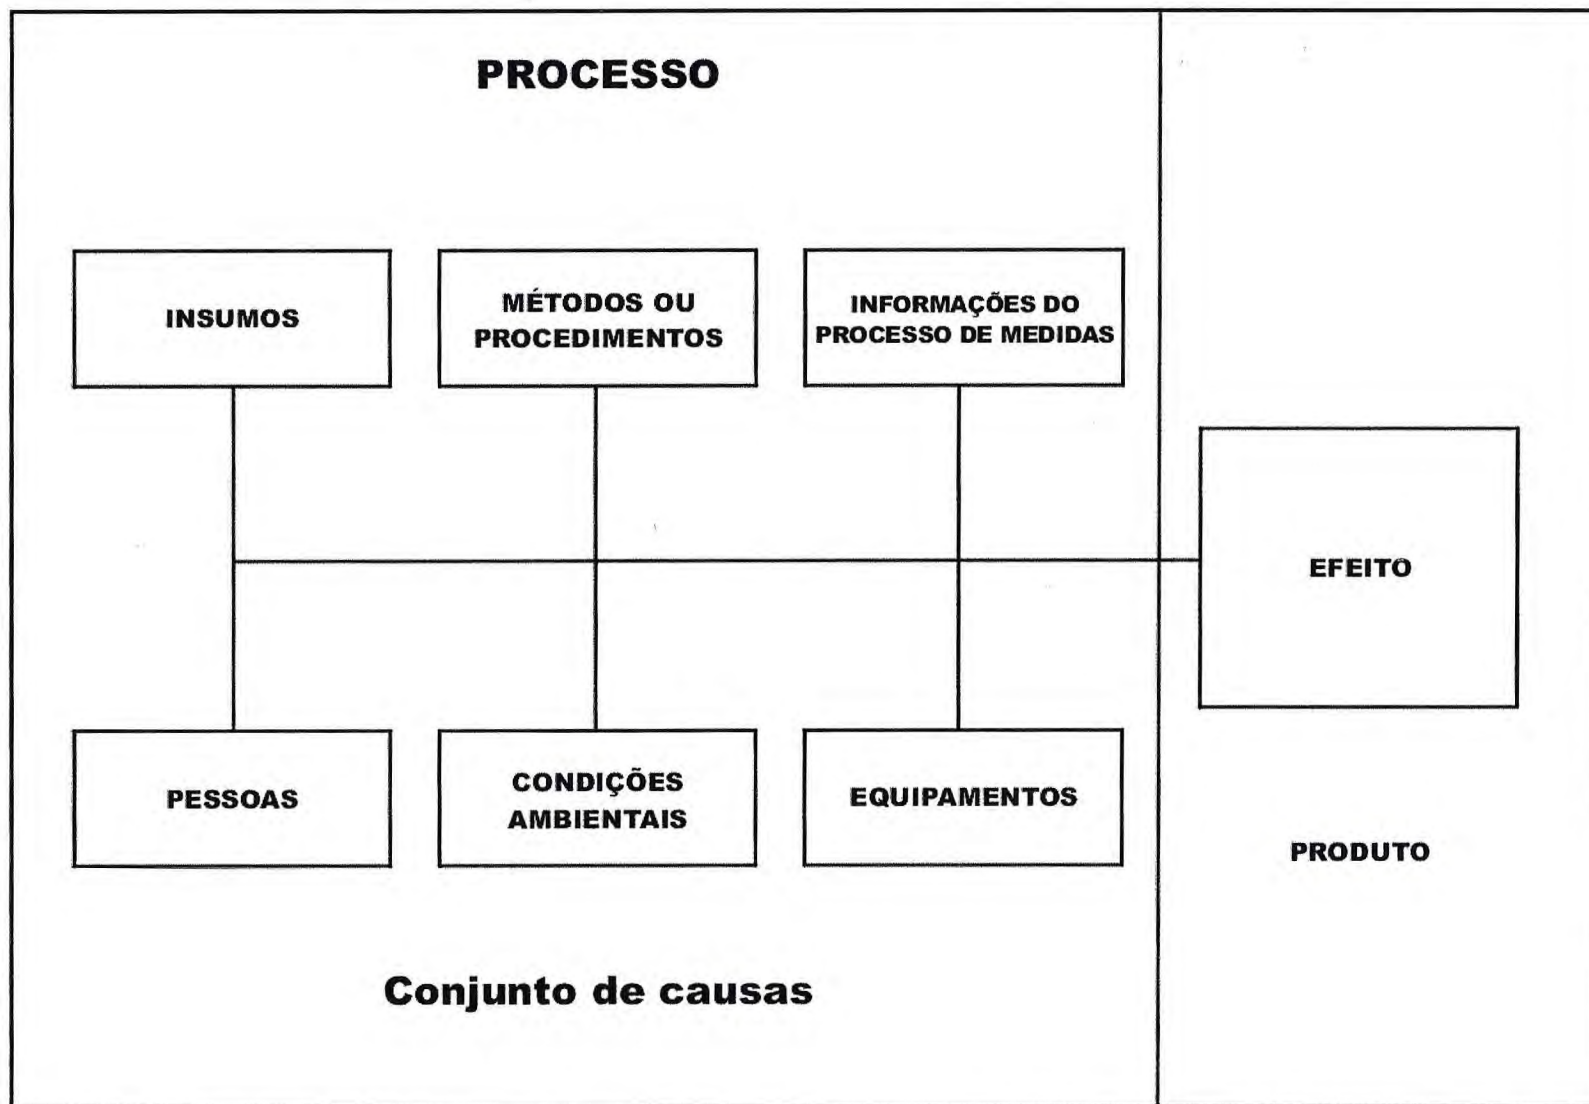 PROCESSO
INSUMOS
MÉTODOS OU
PROCEDIMENTOS
INFORMAÇÕES DO
PROCESSO DE MEDIDAS
EFEITO
PESSOAS
CONDIÇÕES
AMBIENTAIS
EQUIPAMENTOS
PRODUTO
Conjunto de causas